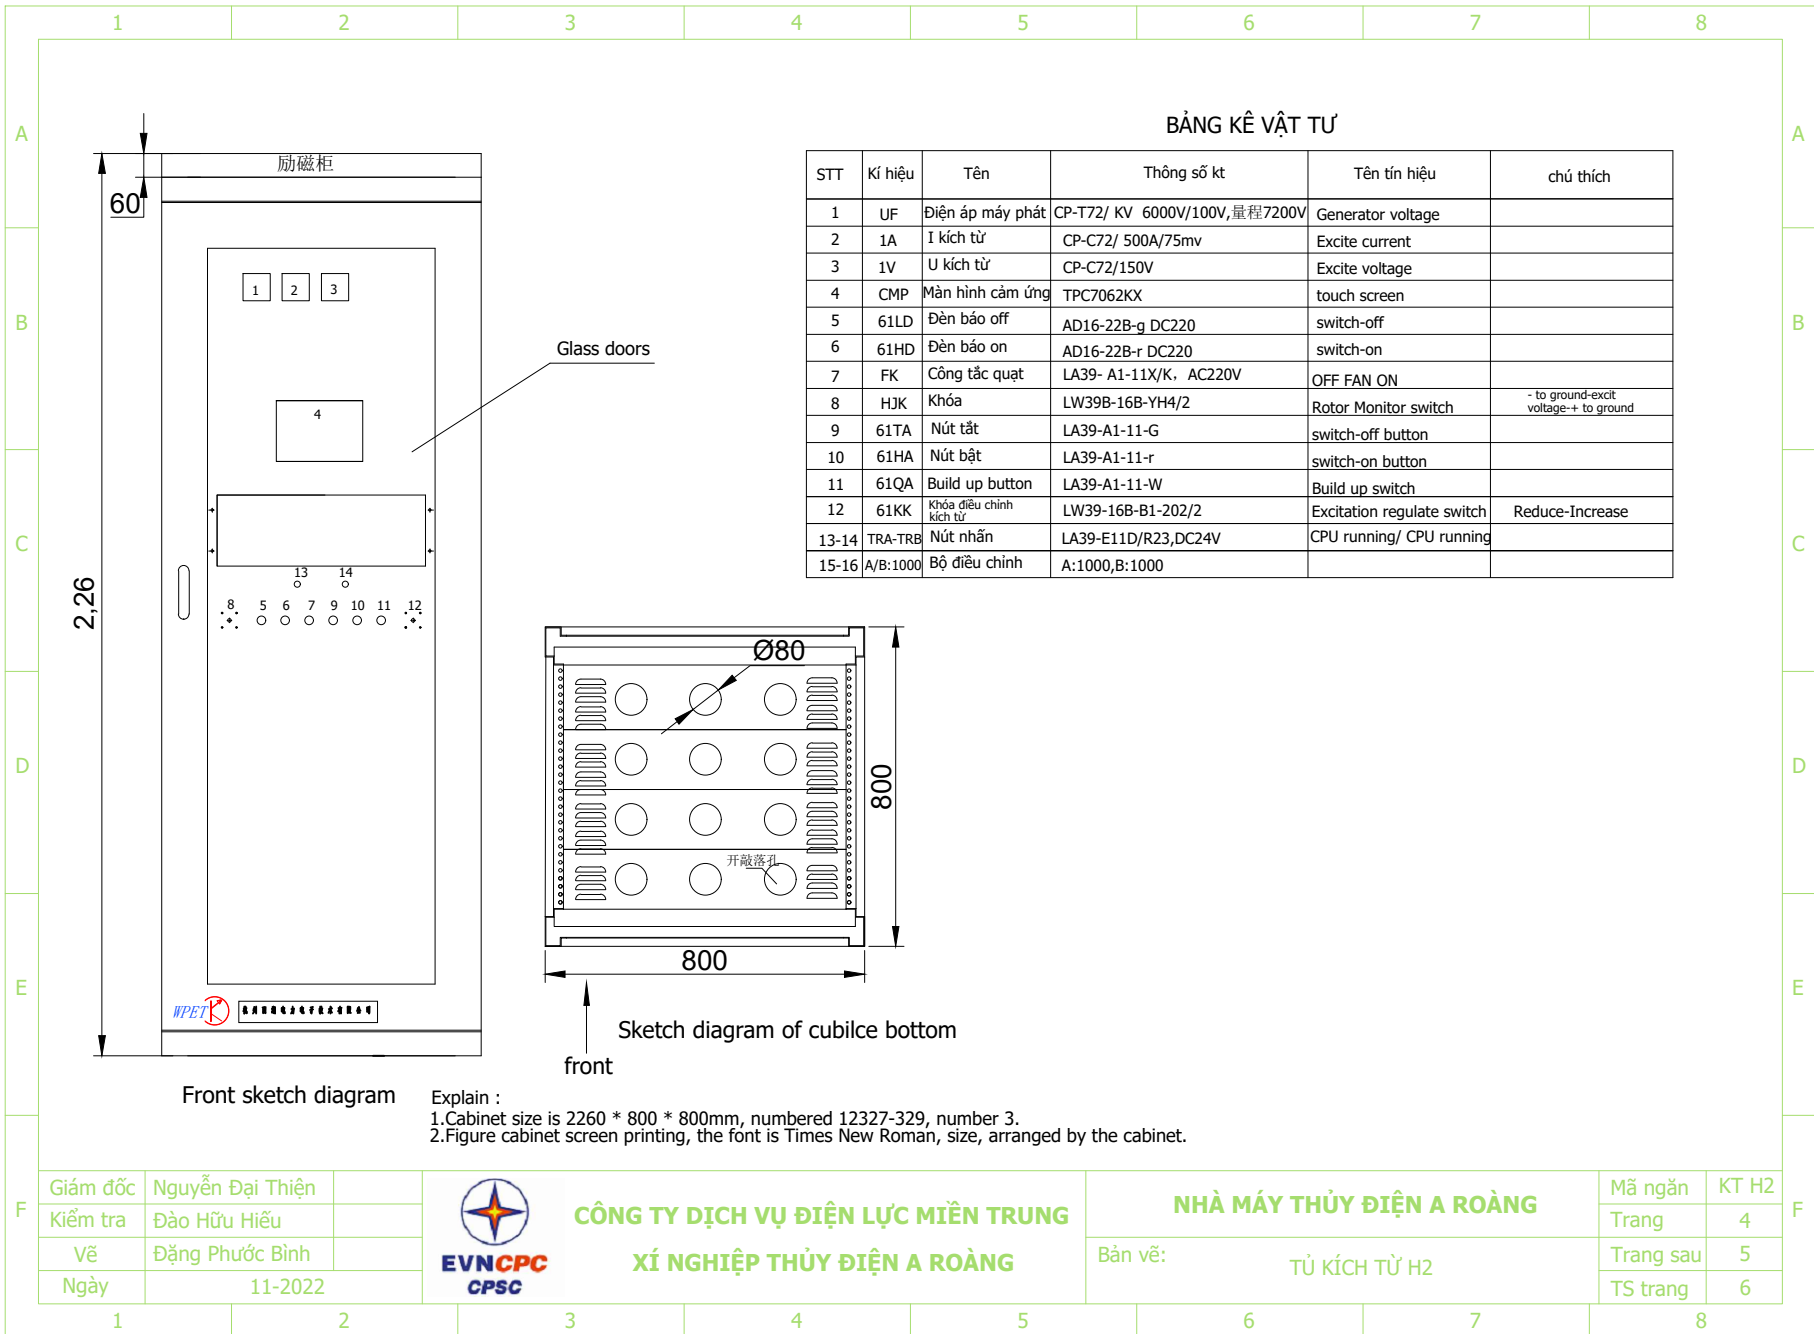 1 2 3 4 5 6 7 8
A A
B B
C C
D D
E E
F F
励磁柜
60
2,26
1 2 3
4
Glass doors
13 14
8 5 6 7 9 10 11 12
WPET
Front sketch diagram
BẢNG KÊ VẬT TƯ
STT Kí hiệu Tên Thông số kt Tên tín hiệu chú thích
1 UF Điện áp máy phát CP-T72/ KV 6000V/100V,量程7200V Generator voltage
2 1A I kích từ CP-C72/ 500A/75mv Excite current
3 1V U kích từ CP-C72/150V Excite voltage
4 CMP Màn hình cảm ứng TPC7062KX touch screen
5 61LD Đèn báo off AD16-22B-g DC220 switch-off
6 61HD Đèn báo on AD16-22B-r DC220 switch-on
7 FK Công tắc quạt LA39- A1-11X/K，AC220V OFF FAN ON
8 HJK Khóa LW39B-16B-YH4/2 Rotor Monitor switch - to ground-excit
voltage-+ to ground
9 61TA Nút tắt LA39-A1-11-G switch-off button
10 61HA Nút bật LA39-A1-11-r switch-on button
11 61QA Build up button LA39-A1-11-W Build up switch
12 61KK Khóa điều chỉnh
kích từ LW39-16B-B1-202/2 Excitation regulate switch Reduce-Increase
13-14 TRA-TRB Nút nhấn LA39-E11D/R23,DC24V CPU running/ CPU running
15-16 A/B:1000 Bộ điều chỉnh A:1000,B:1000
Ø80
开敲落孔
800
800
Sketch diagram of cubilce bottom
front
Explain :
1.Cabinet size is 2260 * 800 * 800mm, numbered 12327-329, number 3.
2.Figure cabinet screen printing, the font is Times New Roman, size, arranged by the cabinet.
Giám đốc Nguyễn Đại Thiện
Kiểm tra Đào Hữu Hiếu
Vẽ Đặng Phước Bình
Ngày 11-2022
EVNCPC
CPSC
CÔNG TY DỊCH VỤ ĐIỆN LỰC MIỀN TRUNG
XÍ NGHIỆP THỦY ĐIỆN A ROÀNG
NHÀ MÁY THỦY ĐIỆN A ROÀNG
Bản vẽ: TỦ KÍCH TỪ H2
Mã ngăn KT H2
Trang 4
Trang sau 5
TS trang 6
1 2 3 4 5 6 7 8